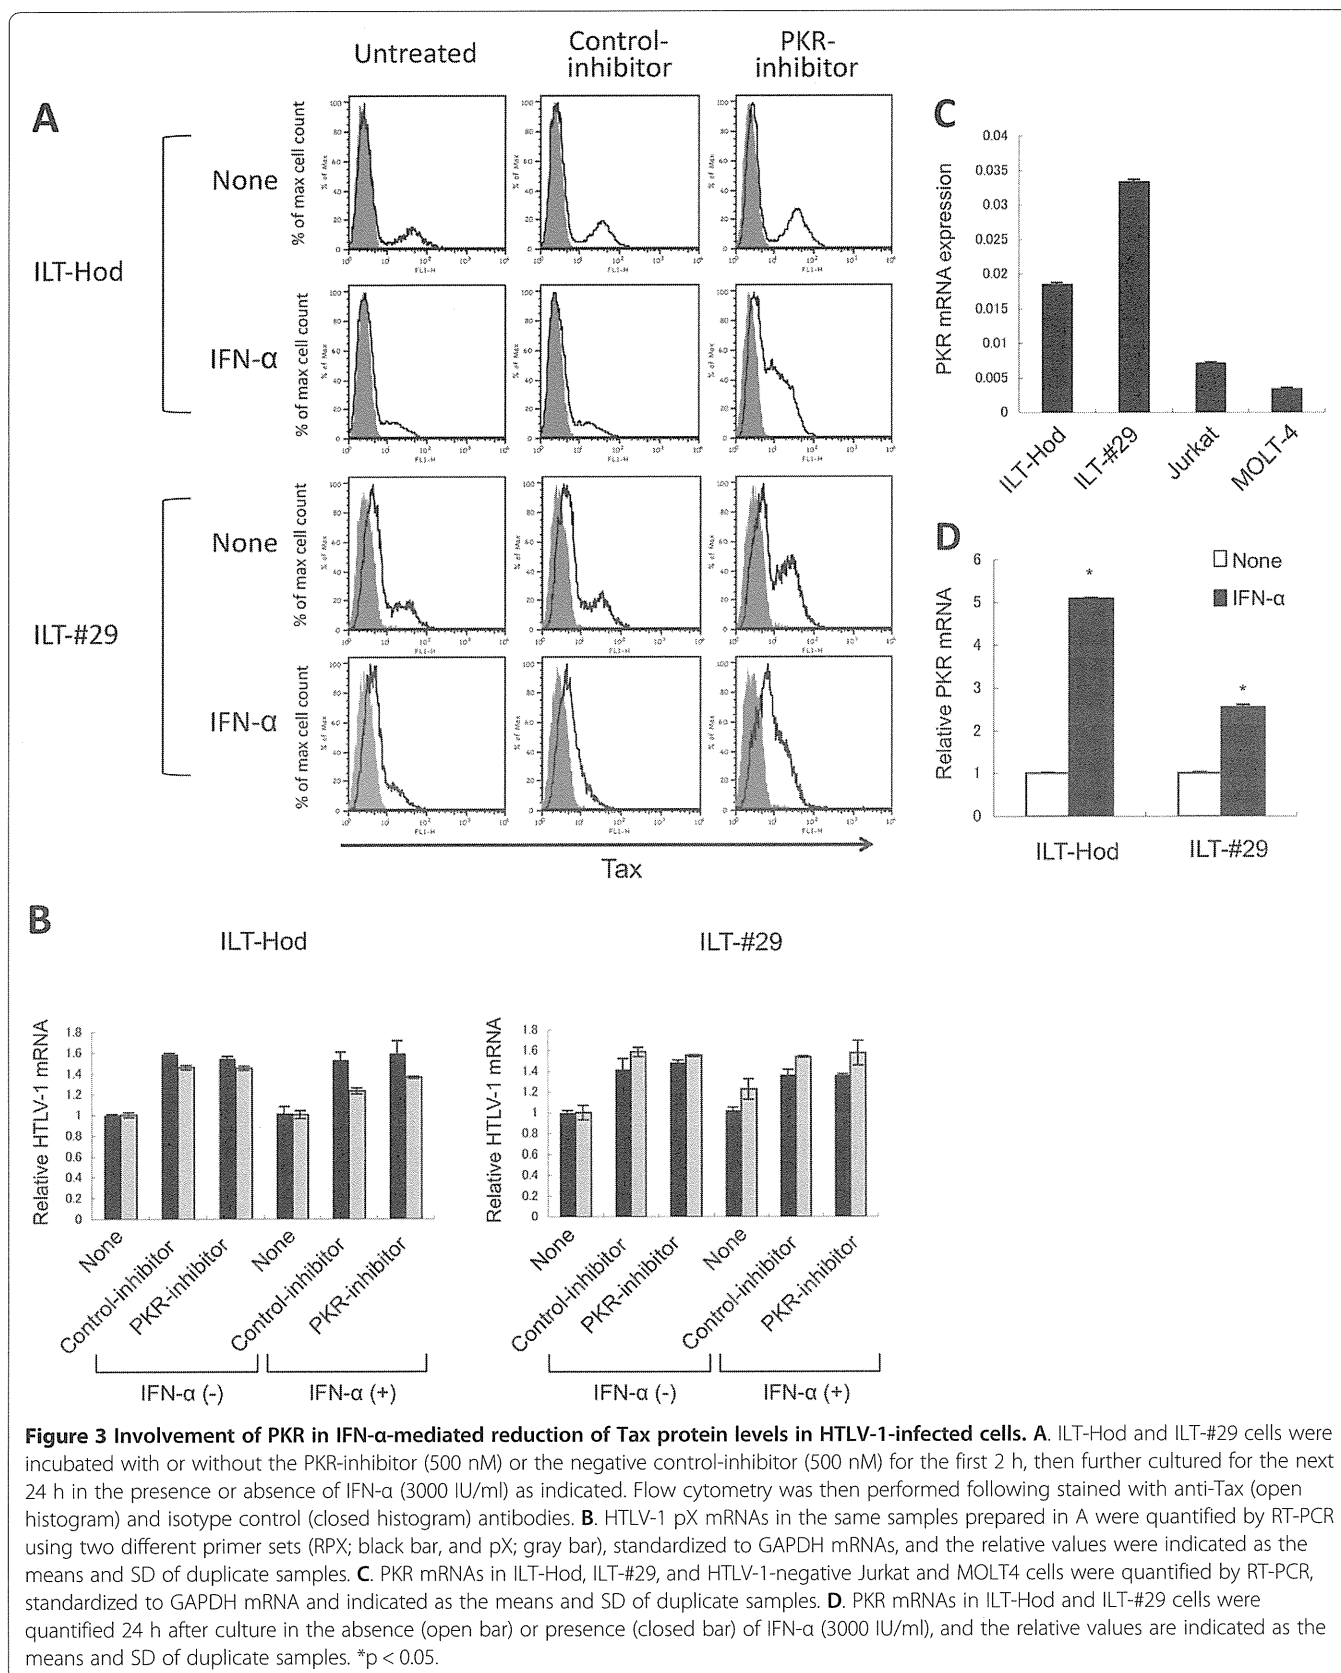 Untreated
Control-
inhibitor
PKR-
inhibitor
A
ILT-Hod
None
% of max cell count
IFN-α
% of max cell count
ILT-#29
None
% of max cell count
IFN-α
% of max cell count
% of Max
FL1-H
Tax
C
PKR mRNA expression
0.04
0.035
0.03
0.025
0.02
0.015
0.01
0.005
0
ILT-Hod
ILT-#29
Jurkat
MOLT-4
D
Relative PKR mRNA
6
5
4
3
2
1
0
None
IFN-α
*
*
ILT-Hod
ILT-#29
B
ILT-Hod
Relative HTLV-1 mRNA
1.8
1.6
1.4
1.2
1
0.8
0.6
0.4
0.2
0
None
Control-inhibitor
PKR-inhibitor
None
Control-inhibitor
PKR-inhibitor
IFN-α (-)
IFN-α (+)
ILT-#29
Relative HTLV-1 mRNA
1.8
1.6
1.4
1.2
1
0.8
0.6
0.4
0.2
0
None
Control-inhibitor
PKR-inhibitor
None
Control-inhibitor
PKR-inhibitor
IFN-α (-)
IFN-α (+)
Figure 3 Involvement of PKR in IFN-α-mediated reduction of Tax protein levels in HTLV-1-infected cells. A. ILT-Hod and ILT-#29 cells were
incubated with or without the PKR-inhibitor (500 nM) or the negative control-inhibitor (500 nM) for the first 2 h, then further cultured for the next
24 h in the presence or absence of IFN-α (3000 IU/ml) as indicated. Flow cytometry was then performed following stained with anti-Tax (open
histogram) and isotype control (closed histogram) antibodies. B. HTLV-1 pX mRNAs in the same samples prepared in A were quantified by RT-PCR
using two different primer sets (RPX; black bar, and pX; gray bar), standardized to GAPDH mRNAs, and the relative values were indicated as the
means and SD of duplicate samples. C. PKR mRNAs in ILT-Hod, ILT-#29, and HTLV-1-negative Jurkat and MOLT4 cells were quantified by RT-PCR,
standardized to GAPDH mRNA and indicated as the means and SD of duplicate samples. D. PKR mRNAs in ILT-Hod and ILT-#29 cells were
quantified 24 h after culture in the absence (open bar) or presence (closed bar) of IFN-α (3000 IU/ml), and the relative values are indicated as the
means and SD of duplicate samples. *p < 0.05.